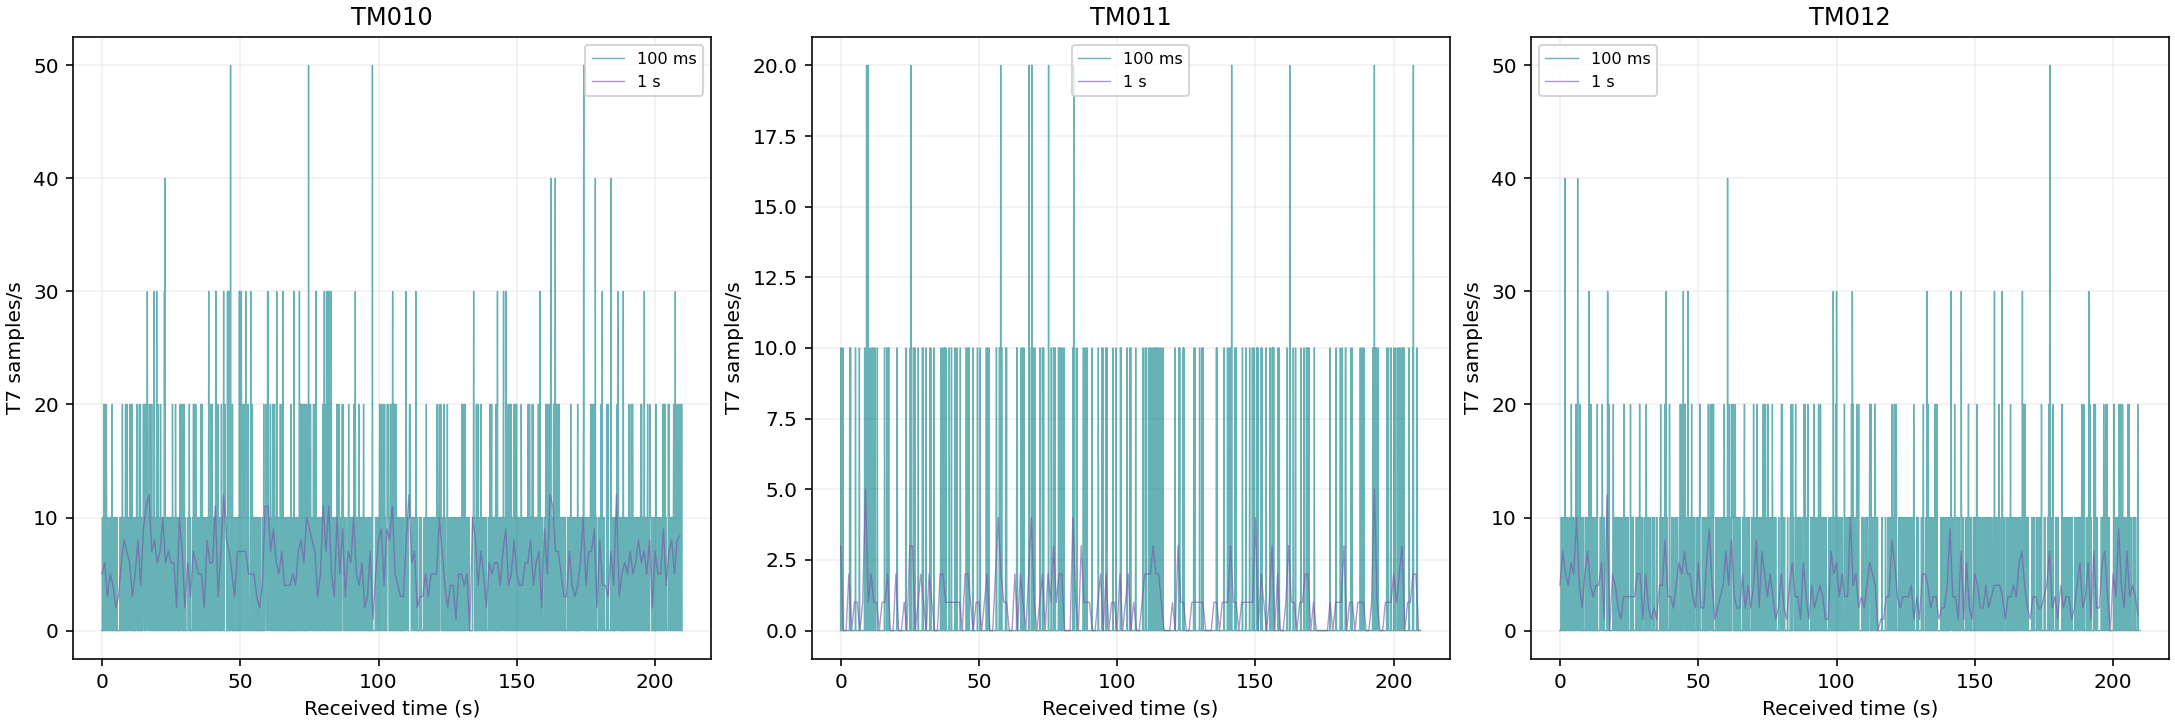 TM010
T7 samples/s
50
40
30
20
10
0
100 ms
1 s
0 50 100 150 200
Received time (s)
TM011
T7 samples/s
20.0
17.5
15.0
12.5
10.0
7.5
5.0
2.5
0.0
100 ms
1 s
0 50 100 150 200
Received time (s)
TM012
T7 samples/s
50
40
30
20
10
0
100 ms
1 s
0 50 100 150 200
Received time (s)